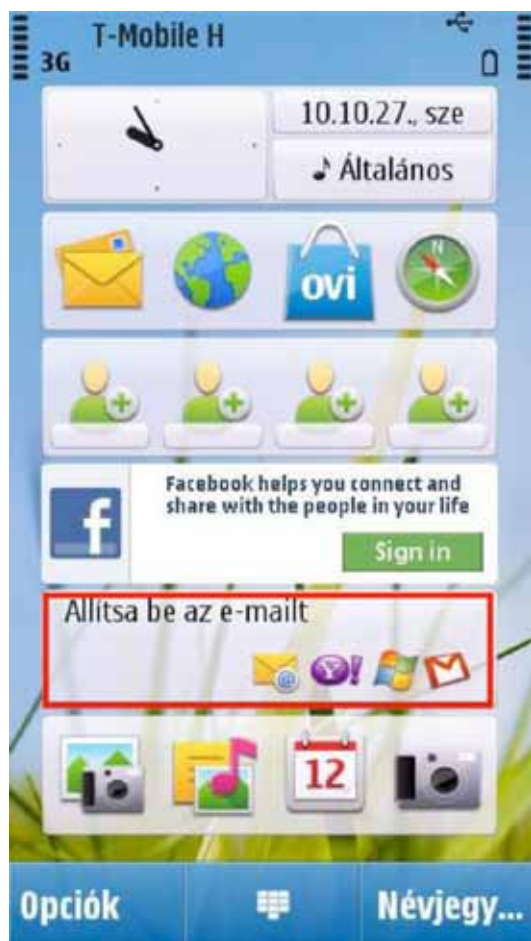 T-Mobile H
3G
10.10.27., sze
Általános
N
ovi
Facebook helps you connect and
share with the people in your life
f
Sign in
Allítsa be az e-mailt
@
Y!
M
12
Opciók
Névjegy...